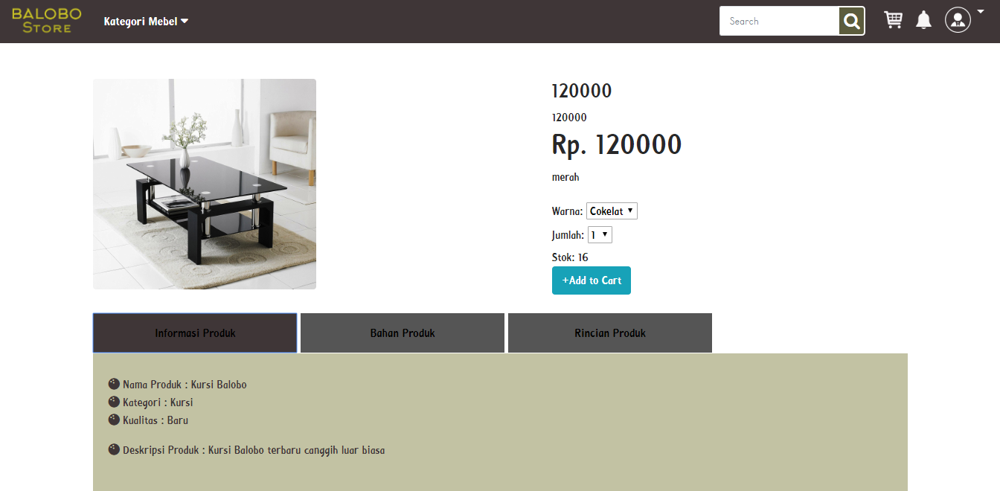 BALOBO
STORE
Kategori Mebel
Search
120000
120000
Rp. 120000
merah
Warna: Cokelat
Jumlah: 1
Stok: 16
+Add to Cart
Informasi Produk
Bahan Produk
Rincian Produk
Nama Produk : Kursi Balobo
Kategori : Kursi
Kualitas : Baru
Deskripsi Produk : Kursi Balobo terbaru canggih luar biasa